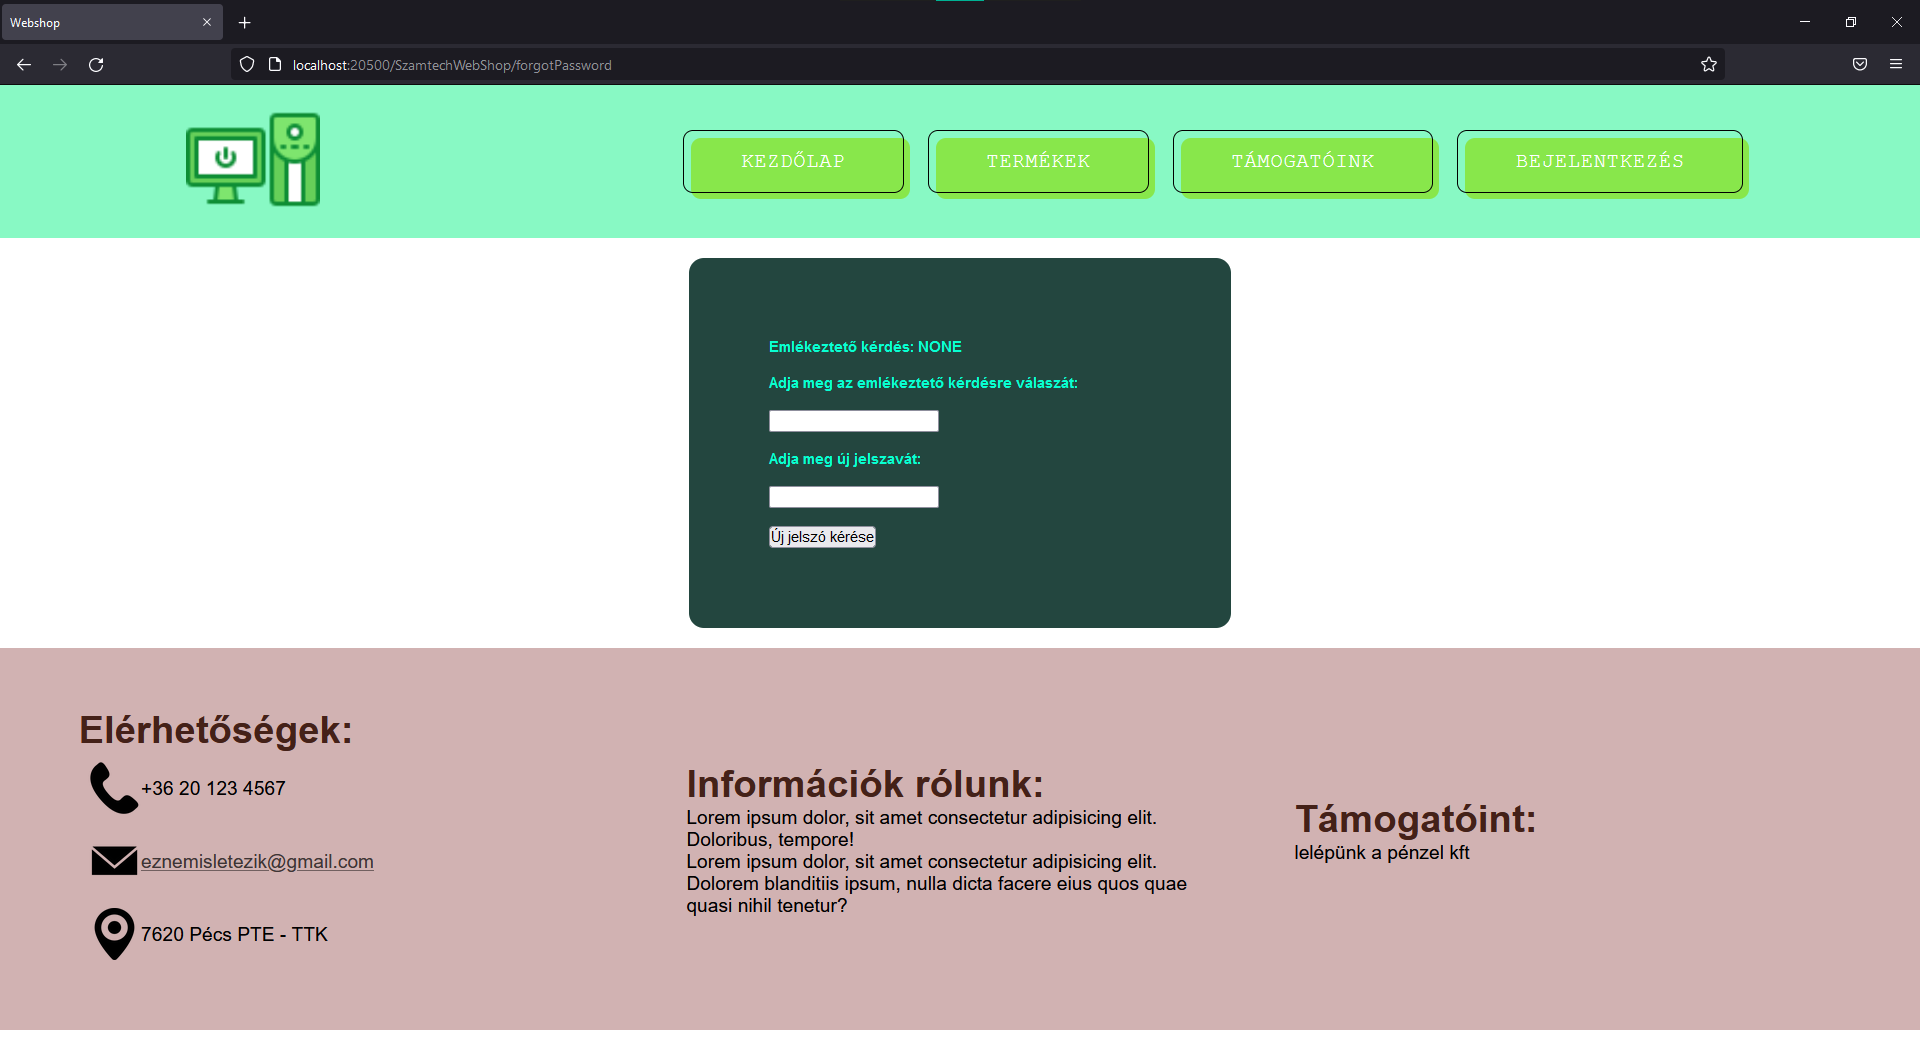 Webshop
localhost:20500/SzamtechWebShop/forgotPassword
KEZDŐLAP
TERMÉKEK
TÁMOGATÓINK
BEJELENTKEZÉS
Emlékeztető kérdés: NONE
Adja meg az emlékeztető kérdésre válaszát:
Adja meg új jelszavát:
Új jelszó kérése
Elérhetőségek:
+36 20 123 4567
eznemisletezik@gmail.com
7620 Pécs PTE - TTK
Információk rólunk:
Lorem ipsum dolor, sit amet consectetur adipisicing elit.
Doloribus, tempore!
Lorem ipsum dolor, sit amet consectetur adipisicing elit.
Dolorem blanditiis ipsum, nulla dicta facere eius quos quae
quasi nihil tenetur?
Támogatóint:
lelépünk a pénzel kft